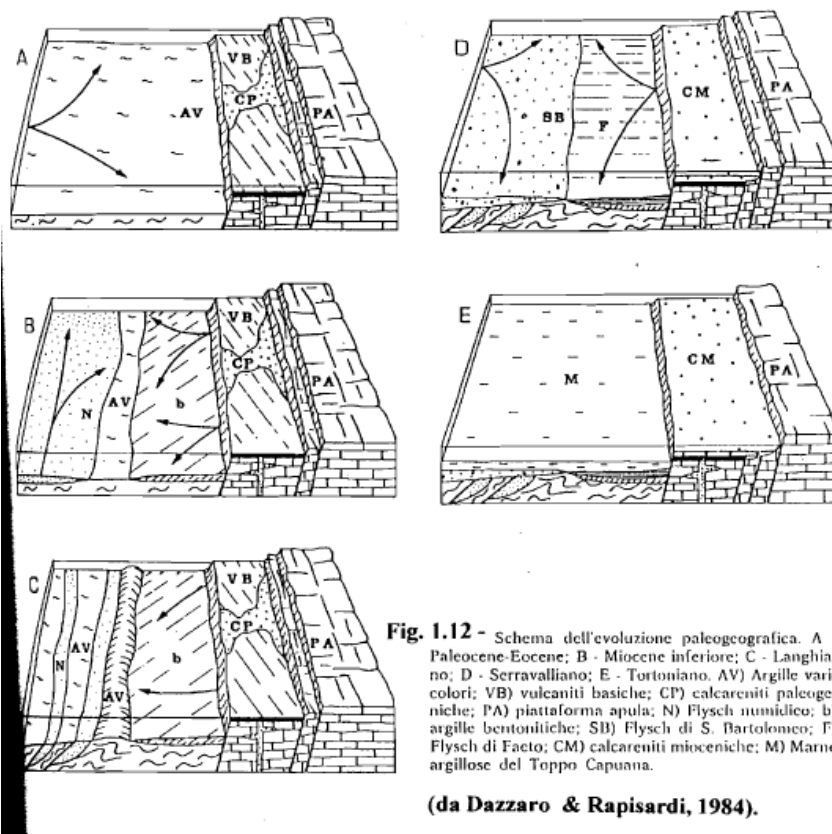 A
AV
VB
CP
PA
D
SB
F
CM
PA
B
N
AV
b
VB
CP
PA
E
M
CM
PA
C
N
AV
AV
b
VB
CP
PA
Fig. 1.12 - Schema dell'evoluzione paleogeografica. A
Paleocene-Eocene; B - Miocene inferiore; C - Langhia
no; D - Serravalliano; E - Tortoniano. AV) Argille vari
colori; VB) vulcaniti basiche; CP) calcareniti paleoge
niche; PA) piattaforma apula; N) Flysch numidico; b
argille bentonitiche; SB) Flysch di S. Bartolomeo; F
Flysch di Faeto; CM) calcareniti mioceniche; M) Marn
argillose del Toppo Capuana.
(da Dazzaro & Rapisardi, 1984).